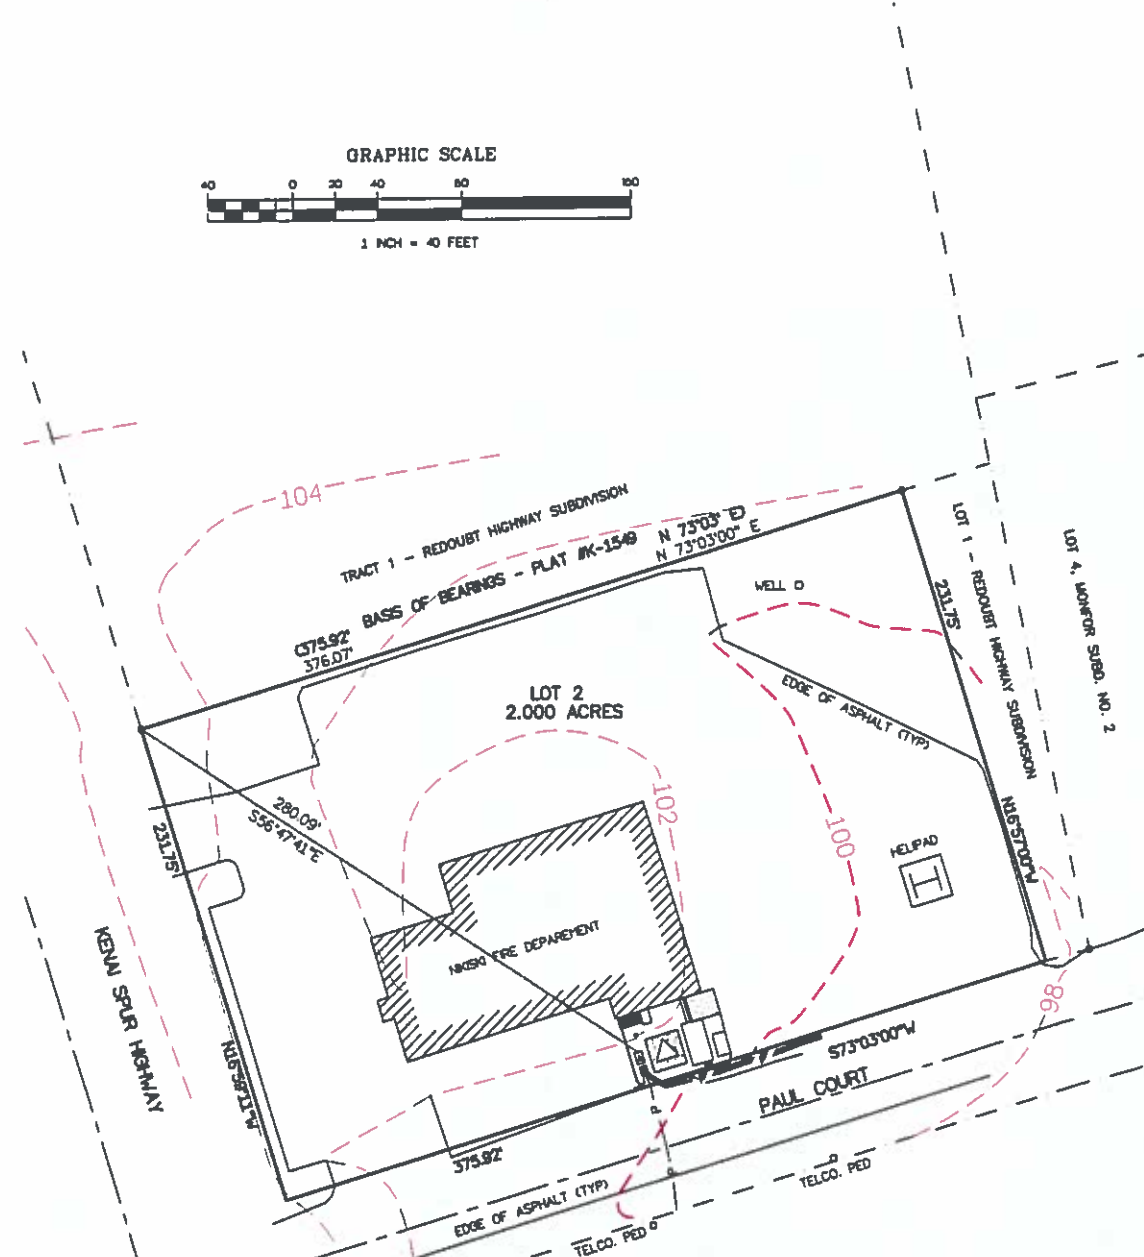 GRAPHIC SCALE
40 0 20 40 80 160
1 INCH = 40 FEET
104
TRACT 1 - REDOUBT HIGHWAY SUBDIVISION
(375.92' BASIS OF BEARINGS - PLAT #K-1549 N 73°03' E)
376.07' N 73°03'00" E
WELL
LOT 1 - REDOUBT HIGHWAY SUBDIVISION
LOT 4, MONFOR SUBD. NO. 2
231.75'
LOT 2
2.000 ACRES
EDGE OF ASPHALT (TYP)
280.09'
S56°47'41"E
102
100
231.75'
HELIPAD
N16°57'00"W
NIKISKI FIRE DEPAREMENT
KENAI SPUR HIGHWAY
N16°59'11"W
98
S73°03'00"W
PAUL COURT
375.92'
EDGE OF ASPHALT (TYP)
TELCO. PED
TELCO. PED